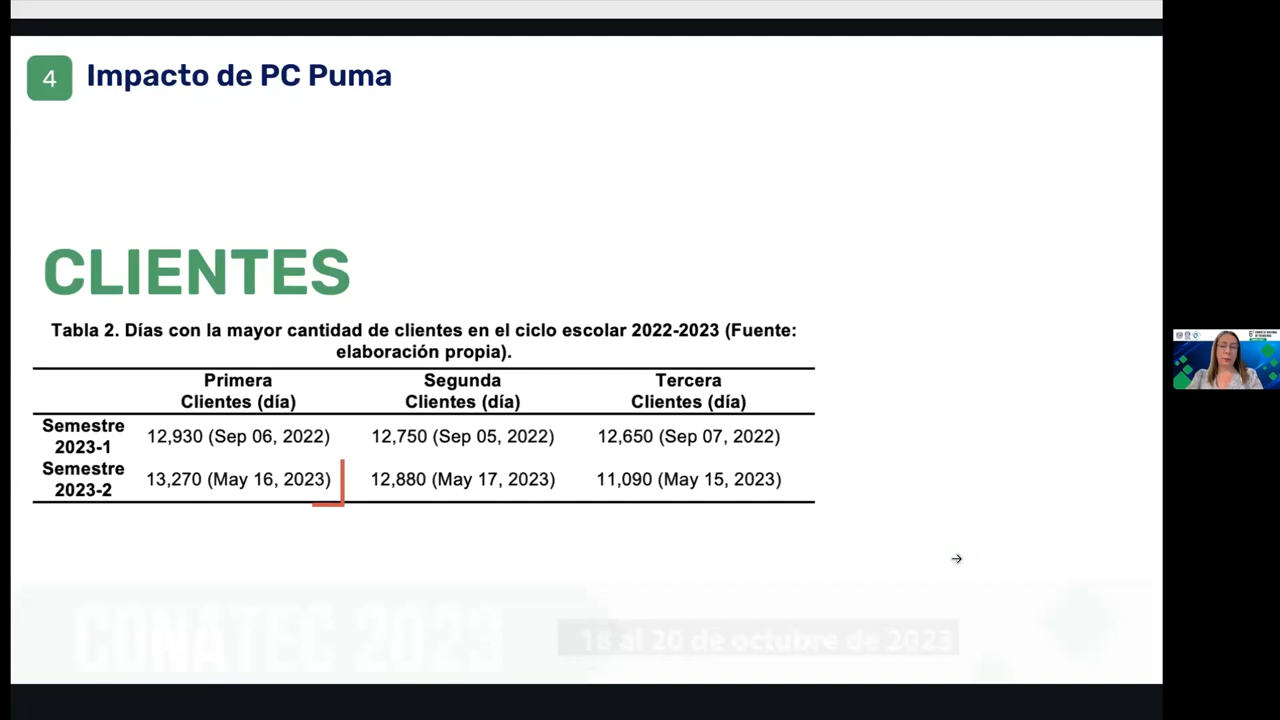 4 Impacto de PC Puma
CLIENTES
Tabla 2. Días con la mayor cantidad de clientes en el ciclo escolar 2022-2023 (Fuente:
elaboración propia).
Primera Segunda Tercera
Clientes (día) Clientes (día) Clientes (día)
Semestre
2023-1 12,930 (Sep 06, 2022) 12,750 (Sep 05, 2022) 12,650 (Sep 07, 2022)
Semestre
2023-2 13,270 (May 16, 2023) 12,880 (May 17, 2023) 11,090 (May 15, 2023)
CONATEC 2023
18 al 20 de octubre de 2023